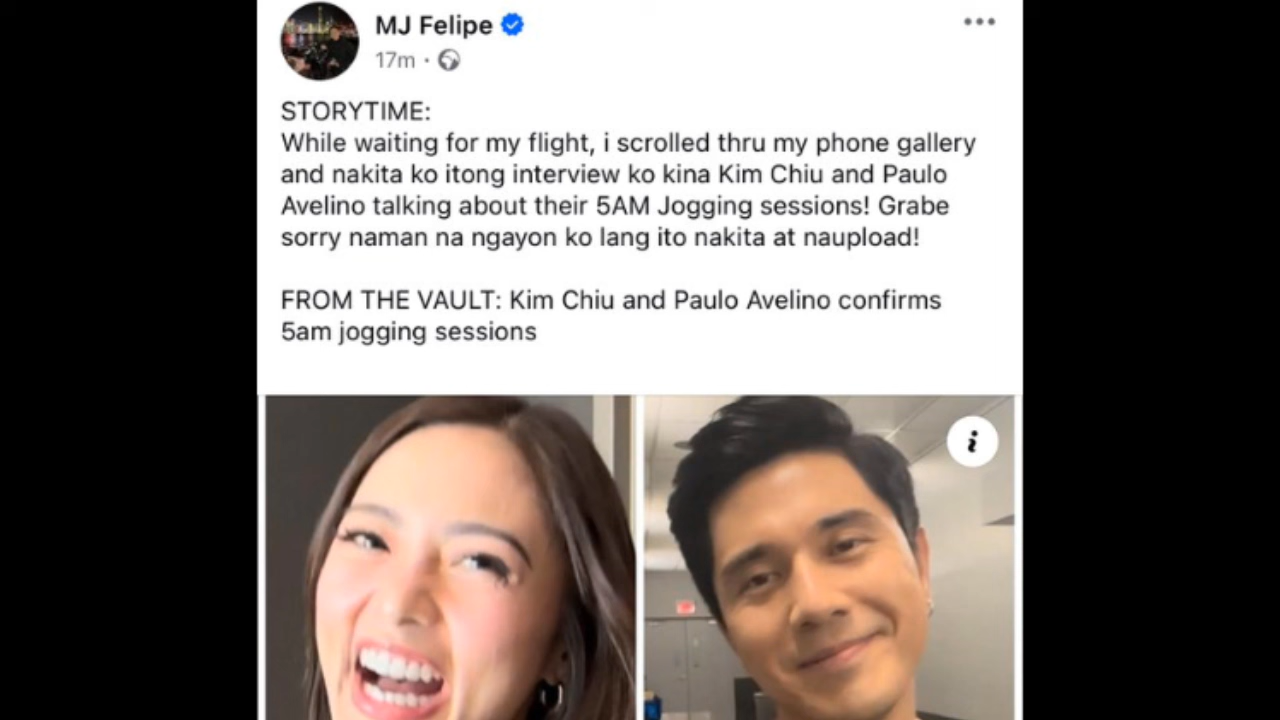 MJ Felipe
17m ·
STORYTIME:
While waiting for my flight, i scrolled thru my phone gallery
and nakita ko itong interview ko kina Kim Chiu and Paulo
Avelino talking about their 5AM Jogging sessions! Grabe
sorry naman na ngayon ko lang ito nakita at naupload!
FROM THE VAULT: Kim Chiu and Paulo Avelino confirms
5am jogging sessions
i